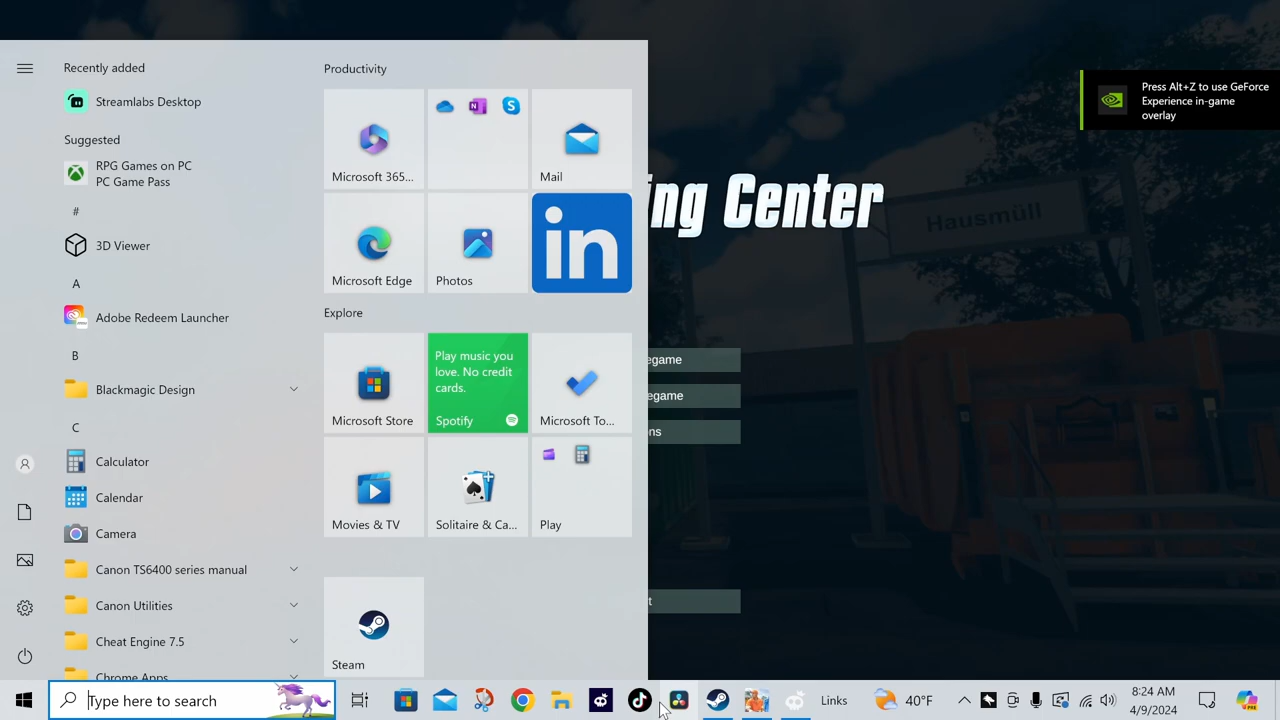 Recently added
Streamlabs Desktop
Suggested
RPG Games on PC
PC Game Pass
#
3D Viewer
A
Adobe Redeem Launcher
B
Blackmagic Design
C
Calculator
Calendar
Camera
Canon TS6400 series manual
Canon Utilities
Cheat Engine 7.5
Chrome Apps
Productivity
Microsoft 365...
Mail
Microsoft Edge
Photos
in
Explore
Microsoft Store
Play music you
love. No credit
cards.
Spotify
Microsoft To...
Movies & TV
Solitaire & Ca...
Play
Steam
ing Center
Hausmüll
egame
egame
ns
t
Press Alt+Z to use GeForce
Experience in-game
overlay
Type here to search
Links
40°F
8:24 AM
4/9/2024